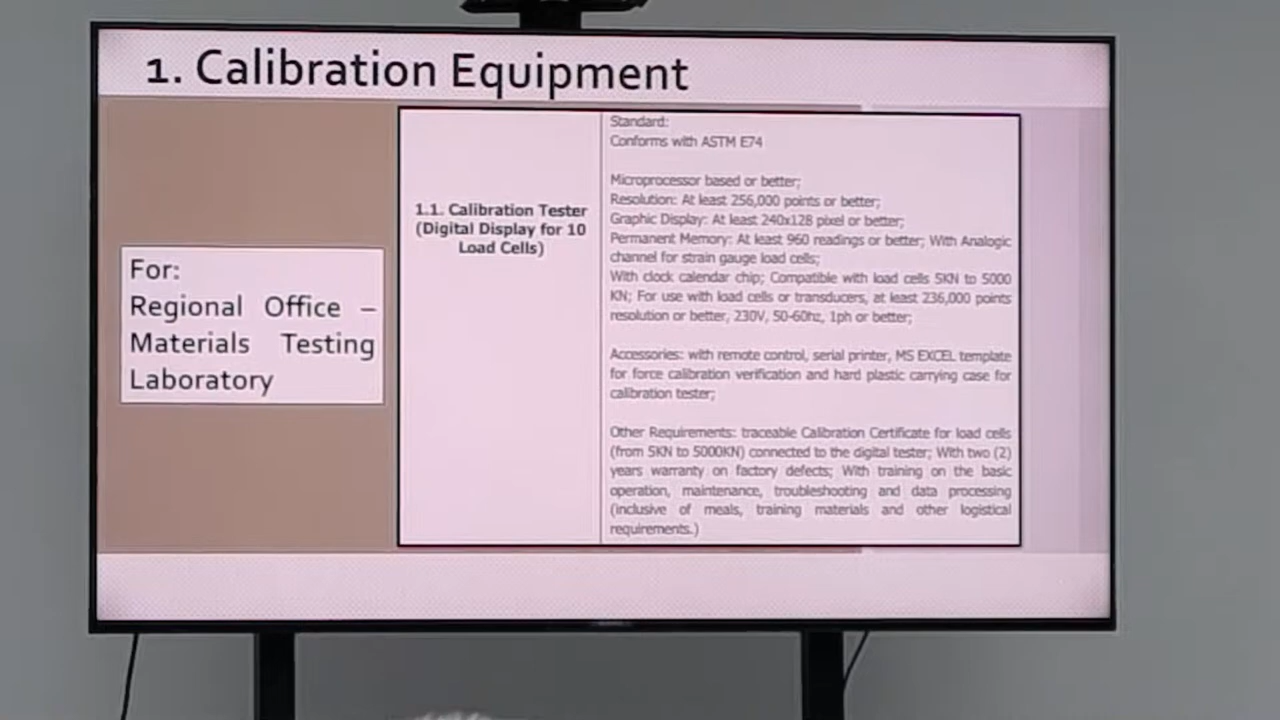 1. Calibration Equipment
For:
Regional Office –
Materials Testing
Laboratory
1.1. Calibration Tester
(Digital Display for 10
Load Cells)
Standard:
Conforms with ASTM E74
Microprocessor based or better;
Resolution: At least 256,000 points or better;
Graphic Display: At least 240x128 pixel or better;
Permanent Memory: At least 960 readings or better; With Analogic
channel for strain gauge load cells;
With clock calendar chip; Compatible with load cells 5KN to 5000
KN; For use with load cells or transducers, at least 236,000 points
resolution or better, 230V, 50-60hz, 1ph or better;
Accessories: with remote control, serial printer, MS EXCEL template
for force calibration verification and hard plastic carrying case for
calibration tester;
Other Requirements: traceable Calibration Certificate for load cells
(from 5KN to 5000KN) connected to the digital tester; With two (2)
years warranty on factory defects; With training on the basic
operation, maintenance, troubleshooting and data processing
(inclusive of meals, training materials and other logistical
requirements.)